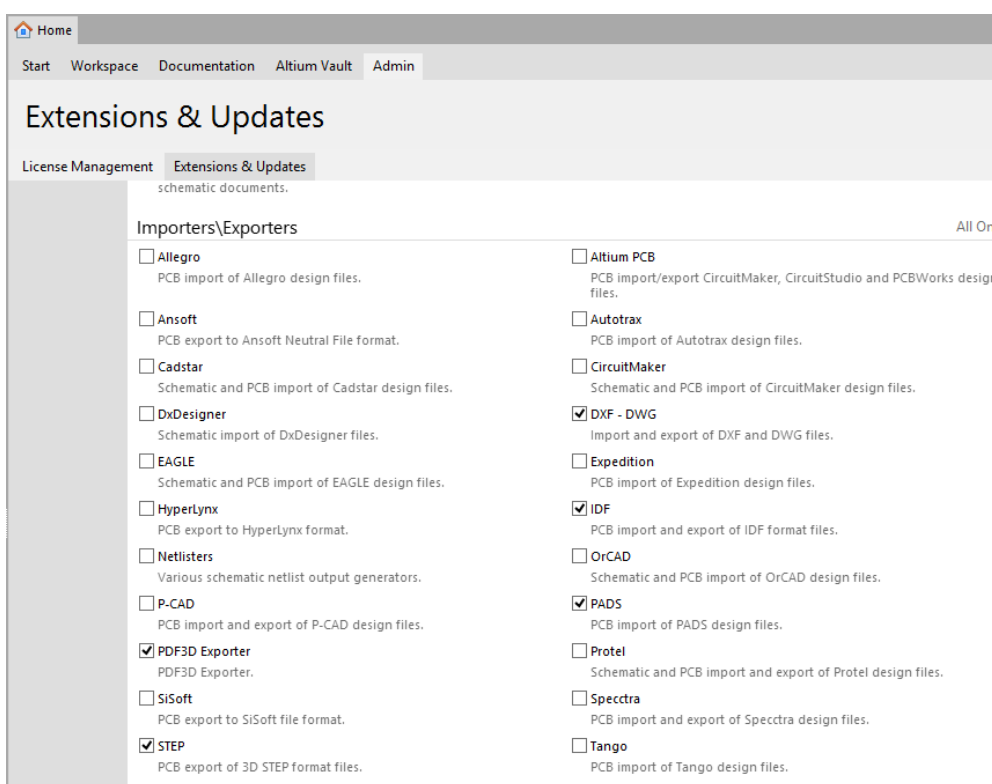 Home
Start Workspace Documentation Altium Vault Admin
Extensions & Updates
License Management Extensions & Updates
schematic documents.
Importers\Exporters
All On
Allegro
PCB import of Allegro design files.
Altium PCB
PCB import/export CircuitMaker, CircuitStudio and PCBWorks design
files.
Ansoft
PCB export to Ansoft Neutral File format.
Autotrax
PCB import of Autotrax design files.
Cadstar
Schematic and PCB import of Cadstar design files.
CircuitMaker
Schematic and PCB import of CircuitMaker design files.
DxDesigner
Schematic import of DxDesigner files.
DXF - DWG
Import and export of DXF and DWG files.
EAGLE
Schematic and PCB import of EAGLE design files.
Expedition
PCB import of Expedition design files.
HyperLynx
PCB export to HyperLynx format.
IDF
PCB import and export of IDF format files.
Netlisters
Various schematic netlist output generators.
OrCAD
Schematic and PCB import of OrCAD design files.
P-CAD
PCB import and export of P-CAD design files.
PADS
PCB import of PADS design files.
PDF3D Exporter
PDF3D Exporter.
Protel
Schematic and PCB import and export of Protel design files.
SiSoft
PCB export to SiSoft file format.
Specctra
PCB import and export of Specctra design files.
STEP
PCB export of 3D STEP format files.
Tango
PCB import of Tango design files.